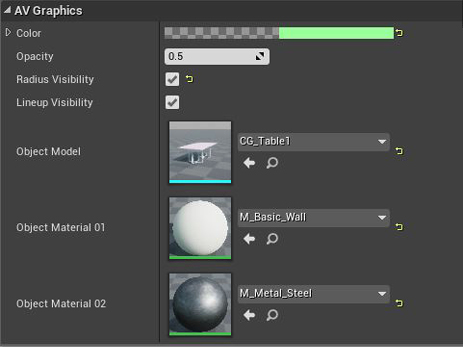 AV Graphics
Color
Opacity 0.5
Radius Visibility
Lineup Visibility
Object Model CG_Table1
Object Material 01 M_Basic_Wall
Object Material 02 M_Metal_Steel